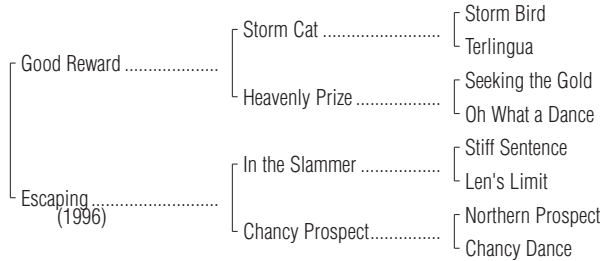 Storm Bird
Storm Cat ..........................
Terlingua
Good Reward ....................
Seeking the Gold
Heavenly Prize ..................
Oh What a Dance
Stiff Sentence
In the Slammer .................
Len's Limit
Escaping...........................
(1996)
Northern Prospect
Chancy Prospect...............
Chancy Dance